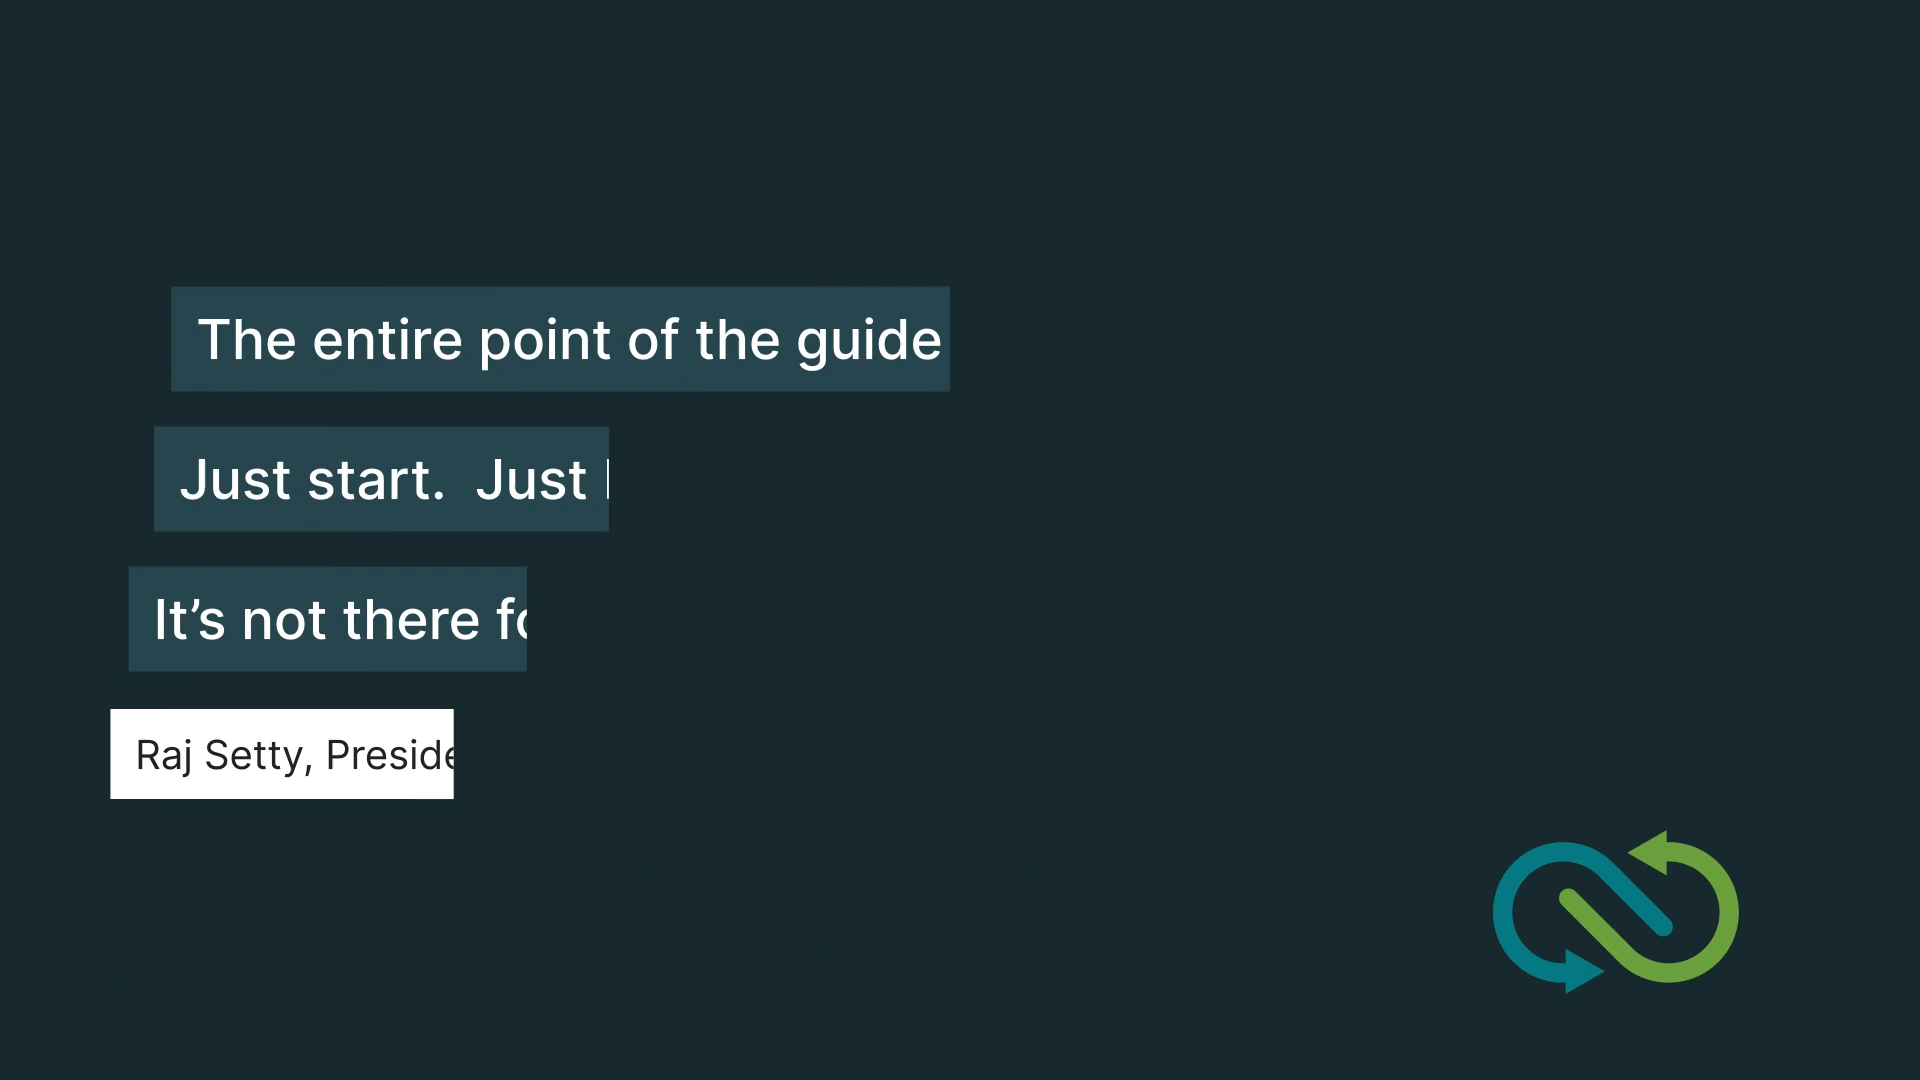 The entire point of the guide
Just start.  Just
It’s not there
Raj Setty,